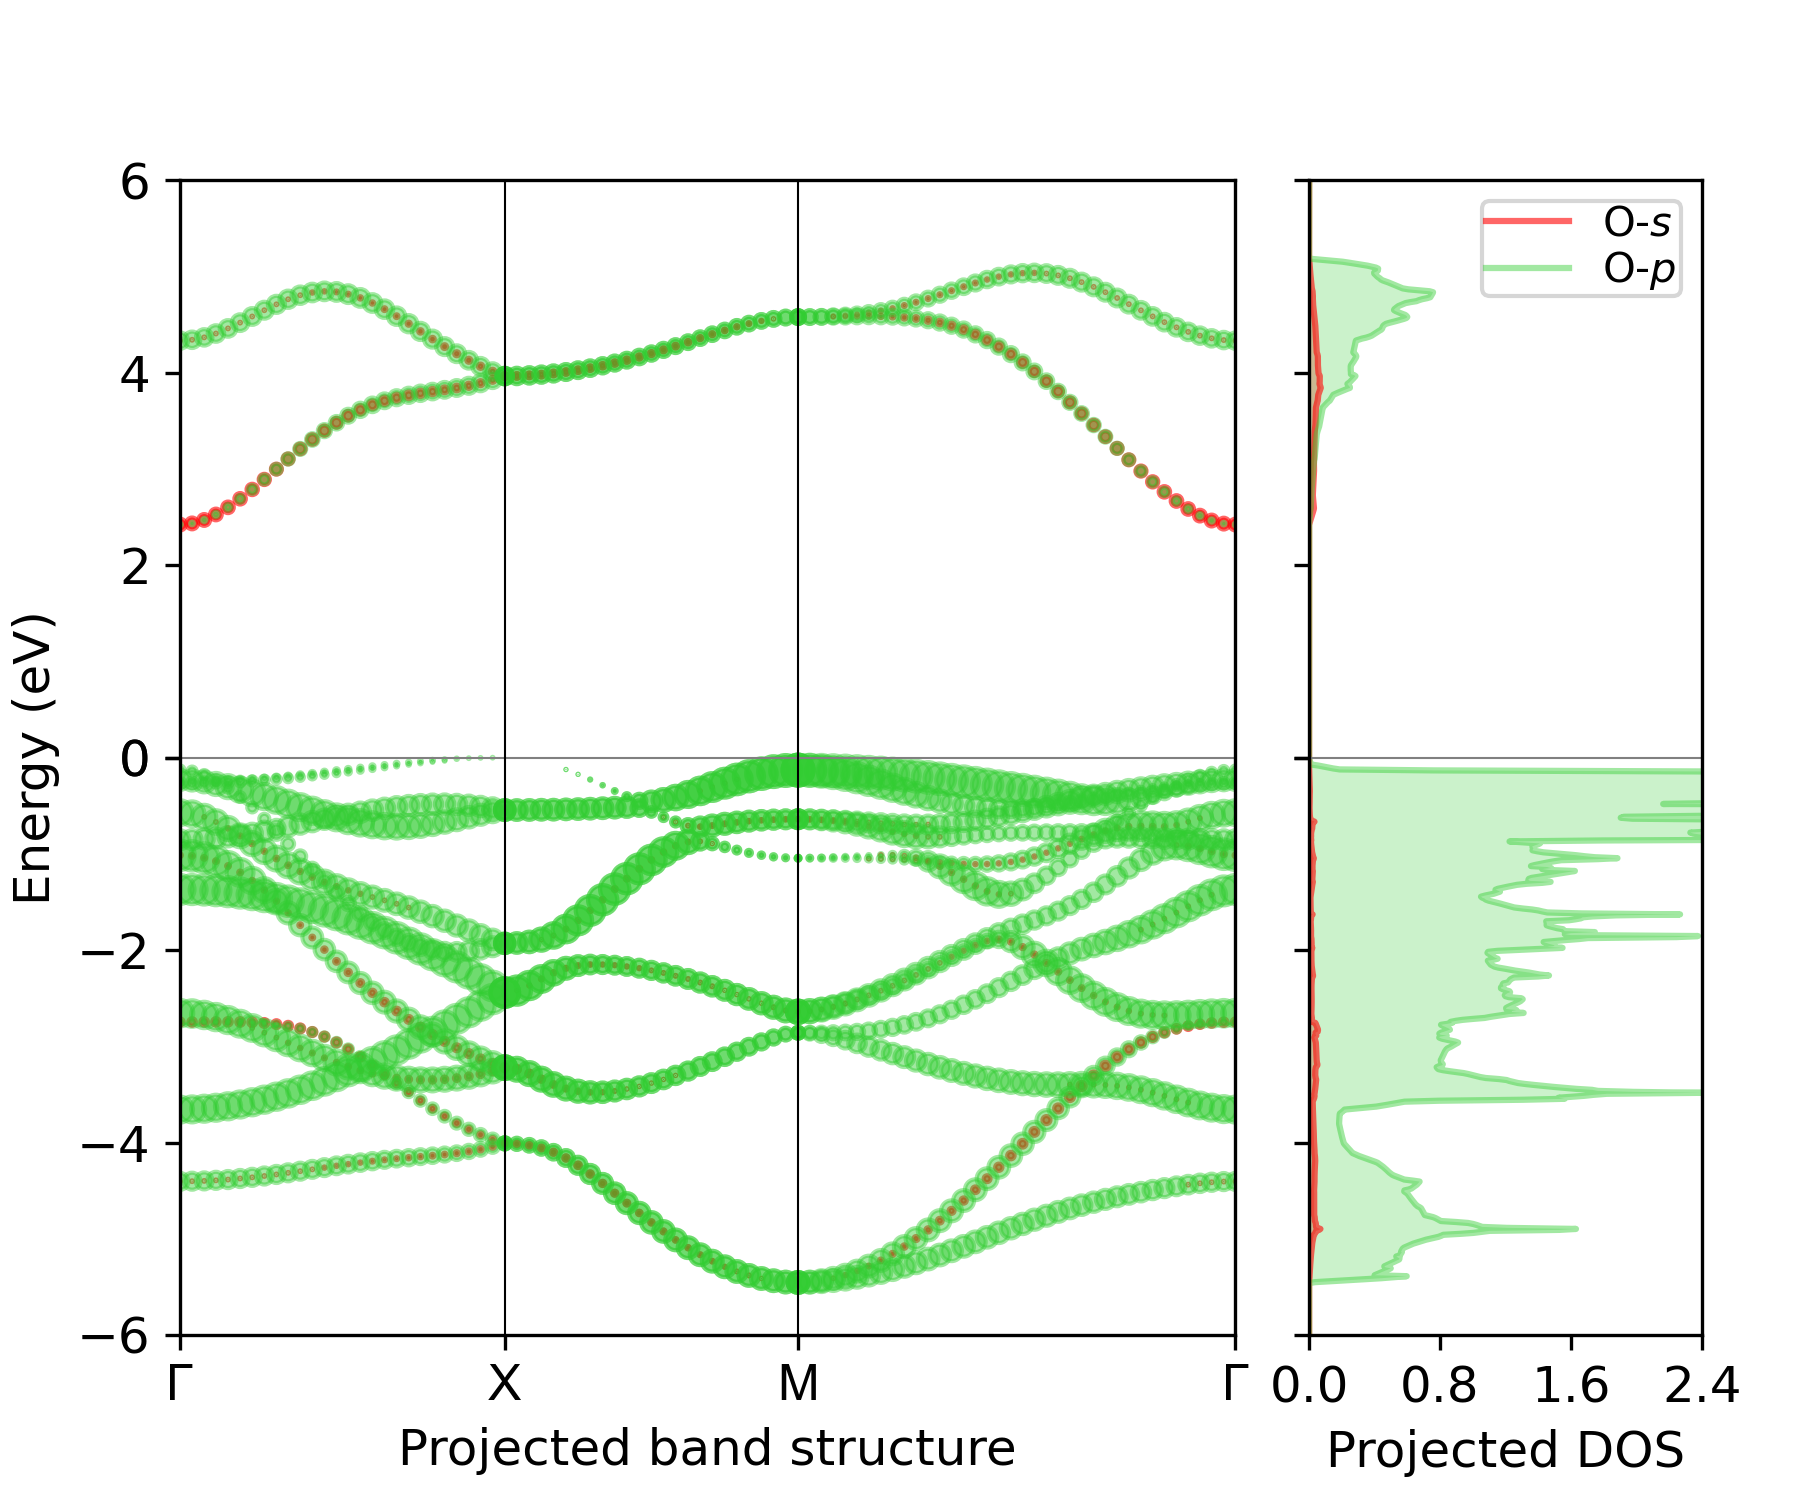 6
4
2
0
−2
−4
−6
Energy (eV)
Γ
X
M
Γ
Projected band structure
O-s
O-p
0.0
0.8
1.6
2.4
Projected DOS